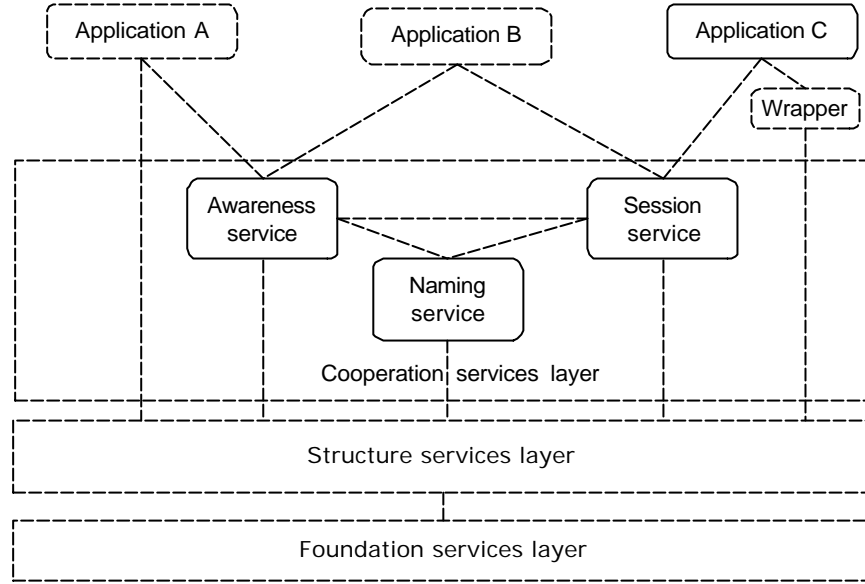 Application A
Application B
Application C
Wrapper
Awareness
service
Session
service
Naming
service
Cooperation services layer
Structure services layer
Foundation services layer